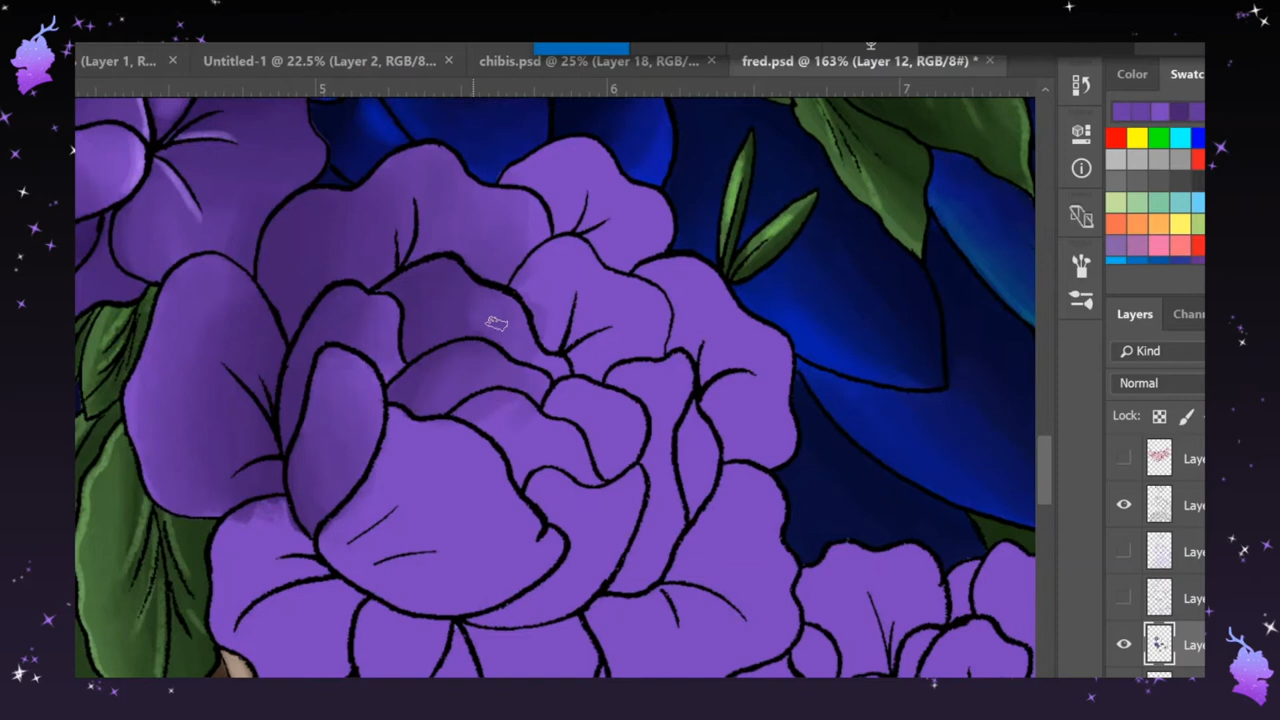 (Layer 1, R...
Untitled-1 @ 22.5% (Layer 2, RGB/8...
chibis.psd @ 25% (Layer 18, RGB/...
fred.psd @ 163% (Layer 12, RGB/8#) *
5
6
7
Color
Swatc
Layers
Chann
Kind
Normal
Lock:
Laye
Laye
Laye
Laye
Laye